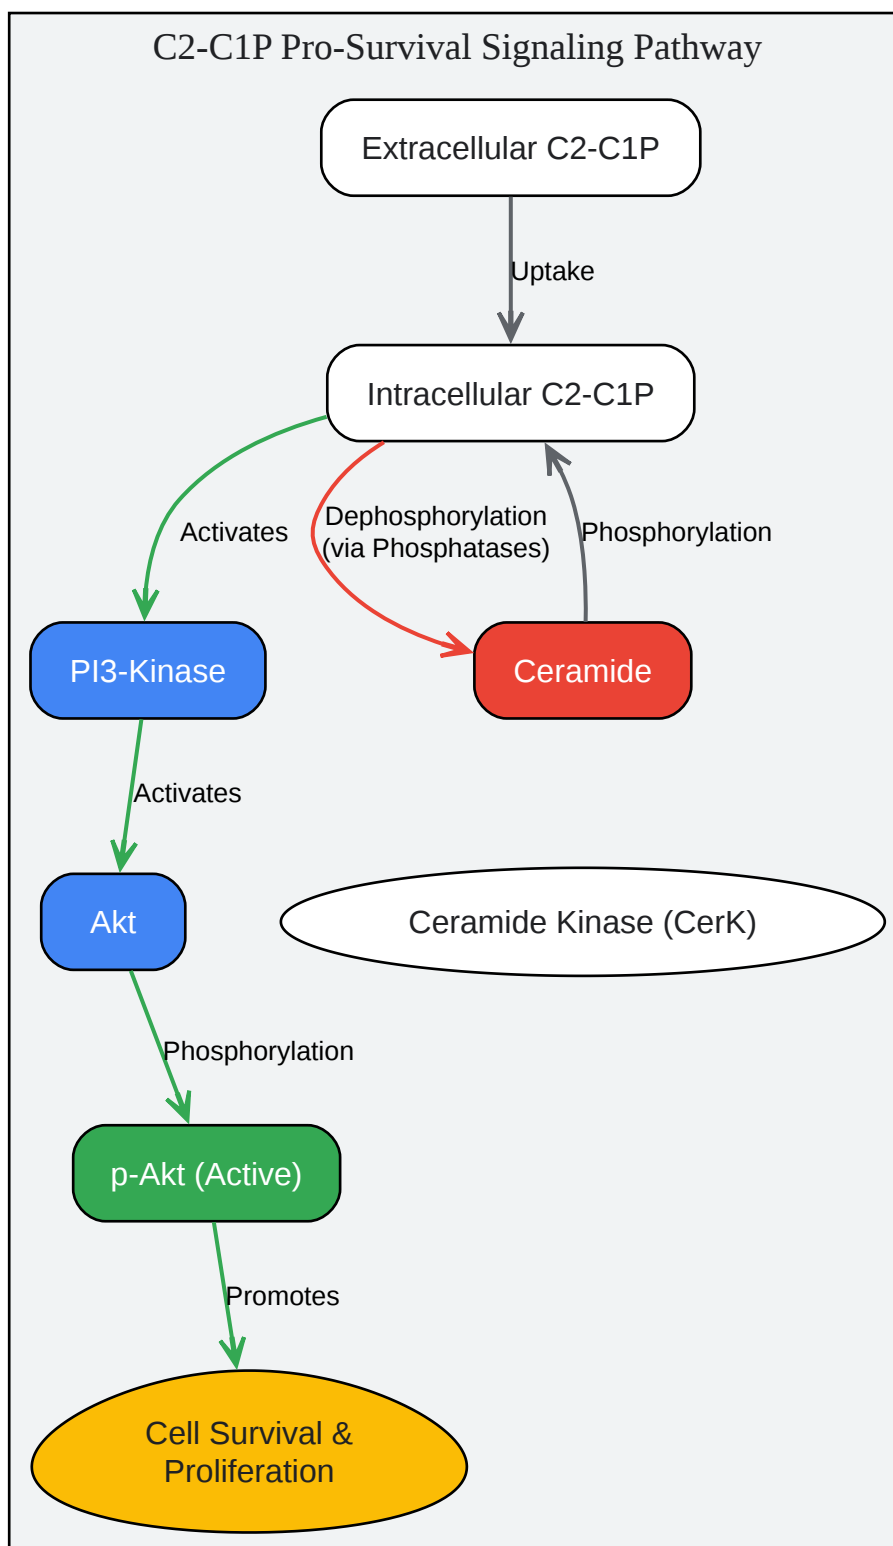 C2-C1P Pro-Survival Signaling Pathway
Extracellular C2-C1P
Uptake
Intracellular C2-C1P
Activates
Dephosphorylation
(via Phosphatases)
Phosphorylation
PI3-Kinase
Ceramide
Activates
Akt
Ceramide Kinase (CerK)
Phosphorylation
p-Akt (Active)
Promotes
Cell Survival &
Proliferation